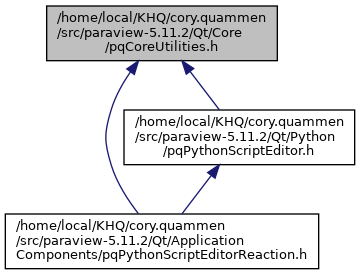 /home/local/KHQ/cory.quammen
/src/paraview-5.11.2/Qt/Core
/pqCoreUtilities.h
/home/local/KHQ/cory.quammen
/src/paraview-5.11.2/Qt/Python
/pqPythonScriptEditor.h
/home/local/KHQ/cory.quammen
/src/paraview-5.11.2/Qt/Application
Components/pqPythonScriptEditorReaction.h